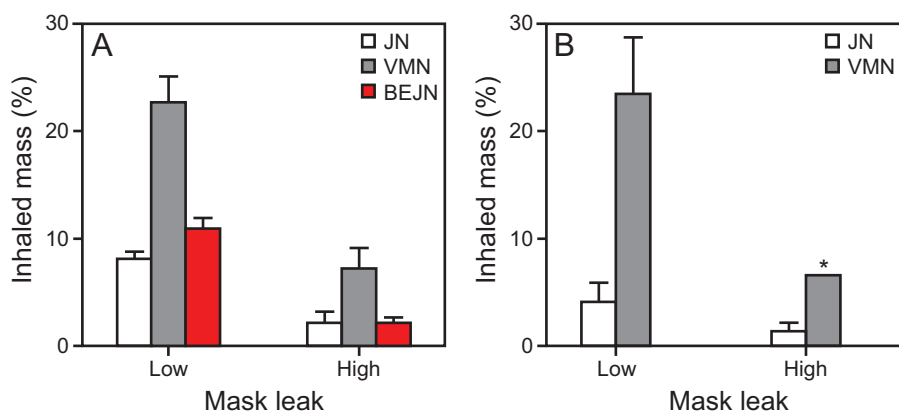 A
JN
VMN
BEJN
30
20
10
0
Inhaled mass (%)
Low
High
Mask leak
B
JN
VMN
30
20
10
0
Inhaled mass (%)
*
Low
High
Mask leak